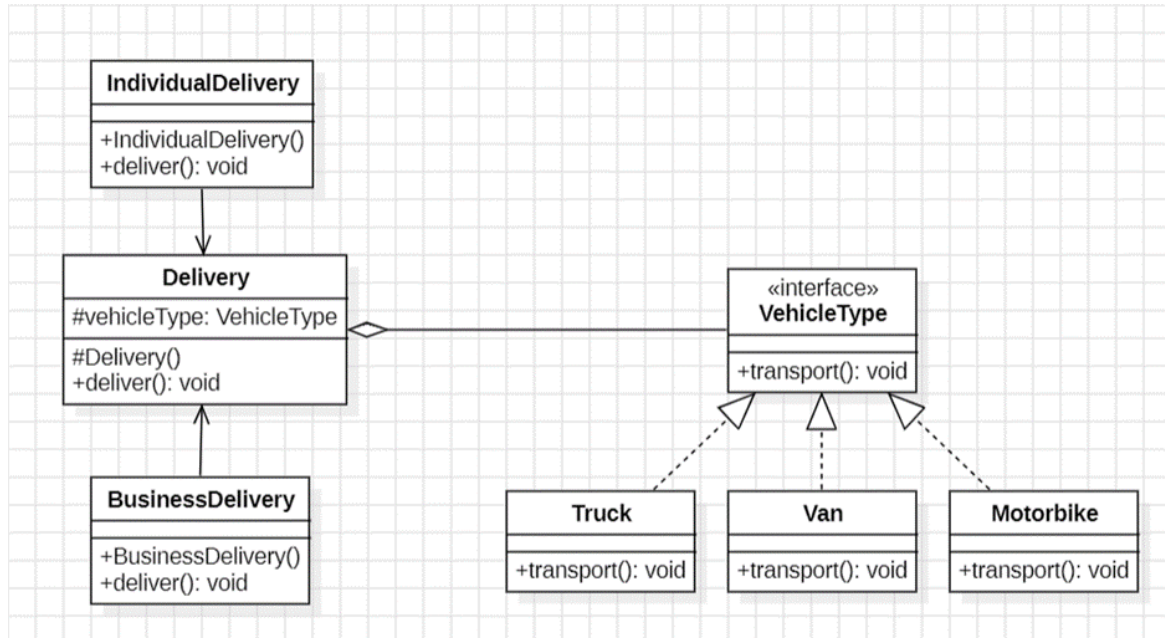 IndividualDelivery
+IndividualDelivery()
+deliver(): void
Delivery
#vehicleType: VehicleType
#Delivery()
+deliver(): void
«interface»
VehicleType
+transport(): void
BusinessDelivery
+BusinessDelivery()
+deliver(): void
Truck
+transport(): void
Van
+transport(): void
Motorbike
+transport(): void